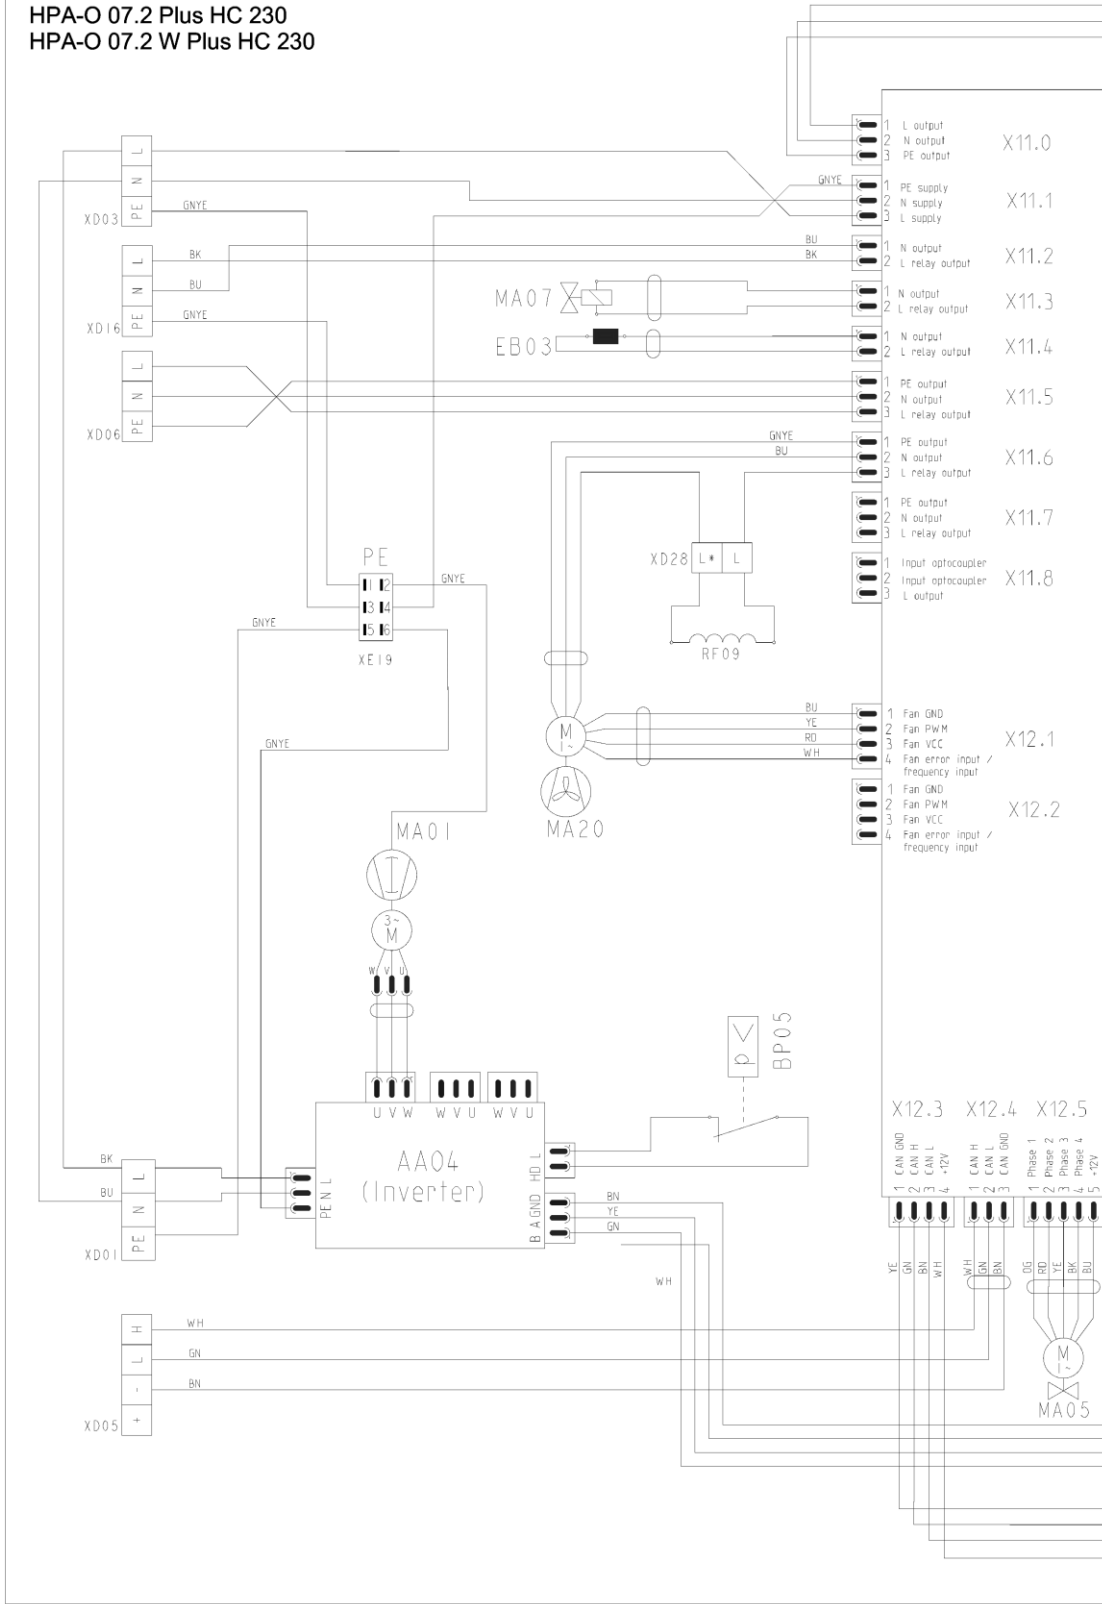 HPA-O 07.2 Plus HC 230
HPA-O 07.2 W Plus HC 230
1 L output
2 N output
3 PE output
X11.0
L
N
PE
XD03
GNYE
GNYE
1 PE supply
2 N supply
3 L supply
X11.1
L
N
PE
XD16
BK
BU
GNYE
BU
BK
1 N output
2 L relay output
X11.2
MA07
1 N output
2 L relay output
X11.3
EB03
1 N output
2 L relay output
X11.4
L
N
PE
XD06
1 PE output
2 N output
3 L relay output
X11.5
GNYE
BU
1 PE output
2 N output
3 L relay output
X11.6
1 PE output
2 N output
3 L relay output
X11.7
XD28
L* L
RF09
1 Input optocoupler
2 Input optocoupler
3 L output
X11.8
PE
1 2
3 4
5 6
XE19
GNYE
GNYE
GNYE
M
1~
MA20
BU
YE
RD
WH
1 Fan GND
2 Fan PWM
3 Fan VCC
4 Fan error input /
frequency input
X12.1
1 Fan GND
2 Fan PWM
3 Fan VCC
4 Fan error input /
frequency input
X12.2
MA01
3~
M
W V U
U V W
W V U
W V U
AA04
(Inverter)
PE N L
HD L
B A GND
p <
BP05
BN
YE
GN
WH
BK
BU
L
N
PE
XD01
X12.3
1 CAN GND
2 CAN H
3 CAN L
4 +12V
X12.4
1 CAN H
2 CAN L
3 CAN GND
X12.5
1 Phase 1
2 Phase 2
3 Phase 3
4 Phase 4
5 +12V
YE
GN
BN
WH
WH
GN
BN
OG
RD
YE
BK
BU
M
1~
MA05
H
L
-
+
XD05
WH
GN
BN